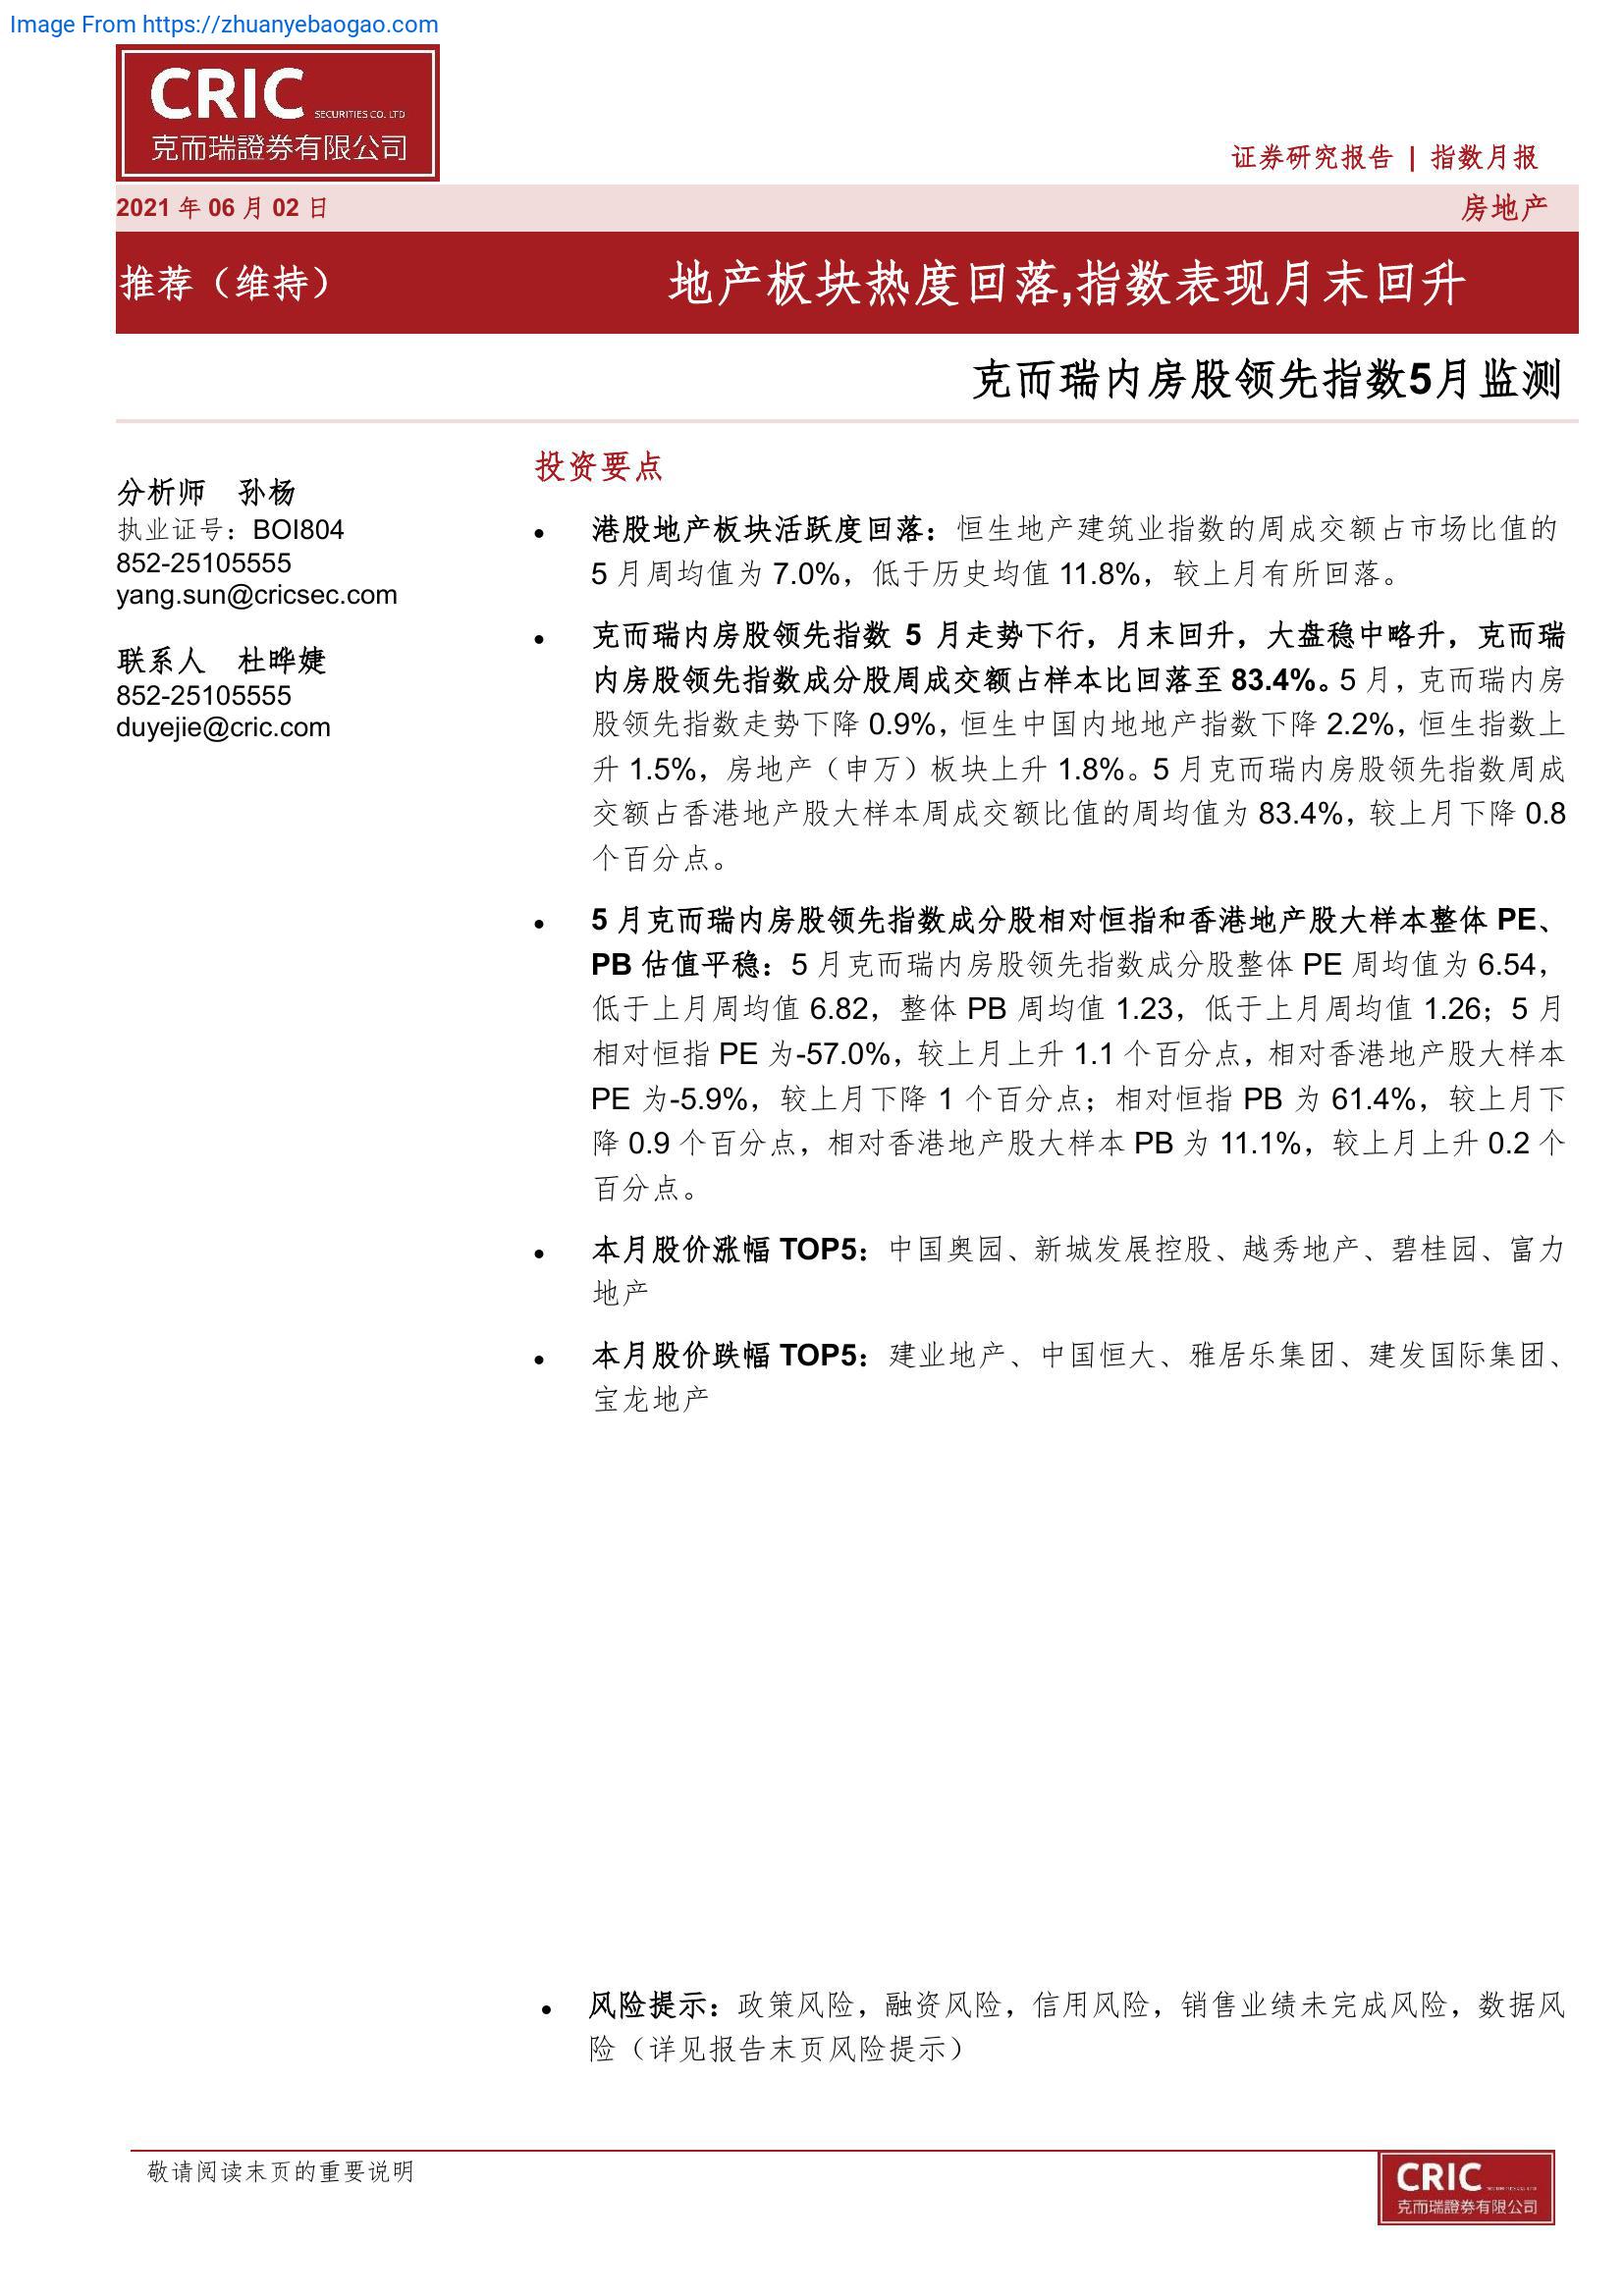 Image From https://zhuanyebaogao.com
CRIC SECURITIES CO. LTD
克而瑞證券有限公司
证券研究报告 | 指数月报
2021 年 06 月 02 日
房地产
推荐（维持）
地产板块热度回落,指数表现月末回升
克而瑞内房股领先指数5月监测
分析师 孙杨
执业证号：BOI804
852-25105555
yang.sun@cricsec.com
联系人 杜晔婕
852-25105555
duyejie@cric.com
投资要点
● 港股地产板块活跃度回落：恒生地产建筑业指数的周成交额占市场比值的
5 月周均值为 7.0%，低于历史均值 11.8%，较上月有所回落。
● 克而瑞内房股领先指数 5 月走势下行，月末回升，大盘稳中略升，克而瑞
内房股领先指数成分股周成交额占样本比回落至 83.4%。5 月，克而瑞内房
股领先指数走势下降 0.9%，恒生中国内地地产指数下降 2.2%，恒生指数上
升 1.5%，房地产（申万）板块上升 1.8%。5 月克而瑞内房股领先指数周成
交额占香港地产股大样本周成交额比值的周均值为 83.4%，较上月下降 0.8
个百分点。
● 5 月克而瑞内房股领先指数成分股相对恒指和香港地产股大样本整体 PE、
PB 估值平稳：5 月克而瑞内房股领先指数成分股整体 PE 周均值为 6.54，
低于上月周均值 6.82，整体 PB 周均值 1.23，低于上月周均值 1.26；5 月
相对恒指 PE 为-57.0%，较上月上升 1.1 个百分点，相对香港地产股大样本
PE 为-5.9%，较上月下降 1 个百分点；相对恒指 PB 为 61.4%，较上月下
降 0.9 个百分点，相对香港地产股大样本 PB 为 11.1%，较上月上升 0.2 个
百分点。
● 本月股价涨幅 TOP5：中国奥园、新城发展控股、越秀地产、碧桂园、富力
地产
● 本月股价跌幅 TOP5：建业地产、中国恒大、雅居乐集团、建发国际集团、
宝龙地产
● 风险提示：政策风险，融资风险，信用风险，销售业绩未完成风险，数据风
险（详见报告末页风险提示）
敬请阅读末页的重要说明
CRIC
克而瑞證券有限公司